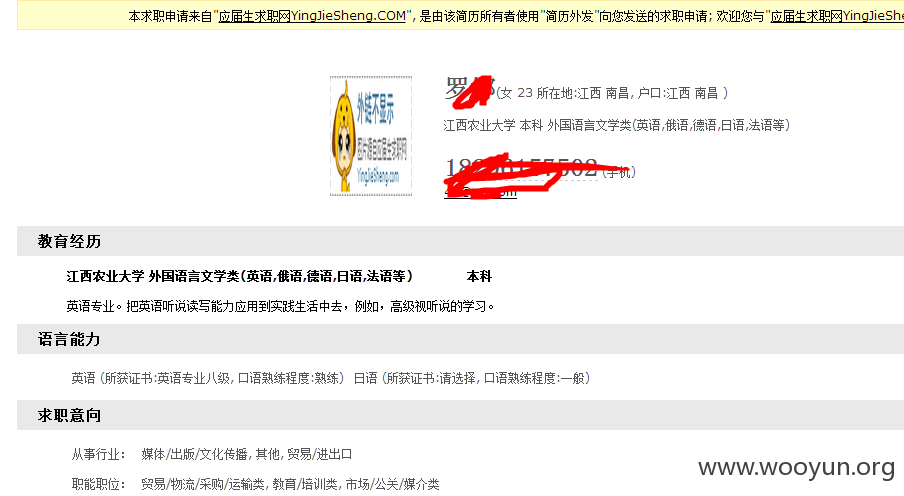 本求职申请来自"应届生求职网YingJieSheng.COM", 是由该简历所有者使用"简历外发"向您发送的求职申请; 欢迎您与"应届生求职网YingJieShe
外链不显示
图片源自应届生求职网
YingJieSheng.com
罗 (女 23 所在地:江西 南昌, 户口:江西 南昌 )
江西农业大学 本科 外国语言文学类(英语,俄语,德语,日语,法语等)
(手机)
教育经历
江西农业大学 外国语言文学类(英语,俄语,德语,日语,法语等) 本科
英语专业。把英语听说读写能力应用到实践生活中去，例如，高级视听说的学习。
语言能力
英语 (所获证书:英语专业八级, 口语熟练程度:熟练) 日语 (所获证书:请选择, 口语熟练程度:一般)
求职意向
从事行业： 媒体/出版/文化传播, 其他, 贸易/进出口
职能职位： 贸易/物流/采购/运输类, 教育/培训类, 市场/公关/媒介类
www.wooyun.org